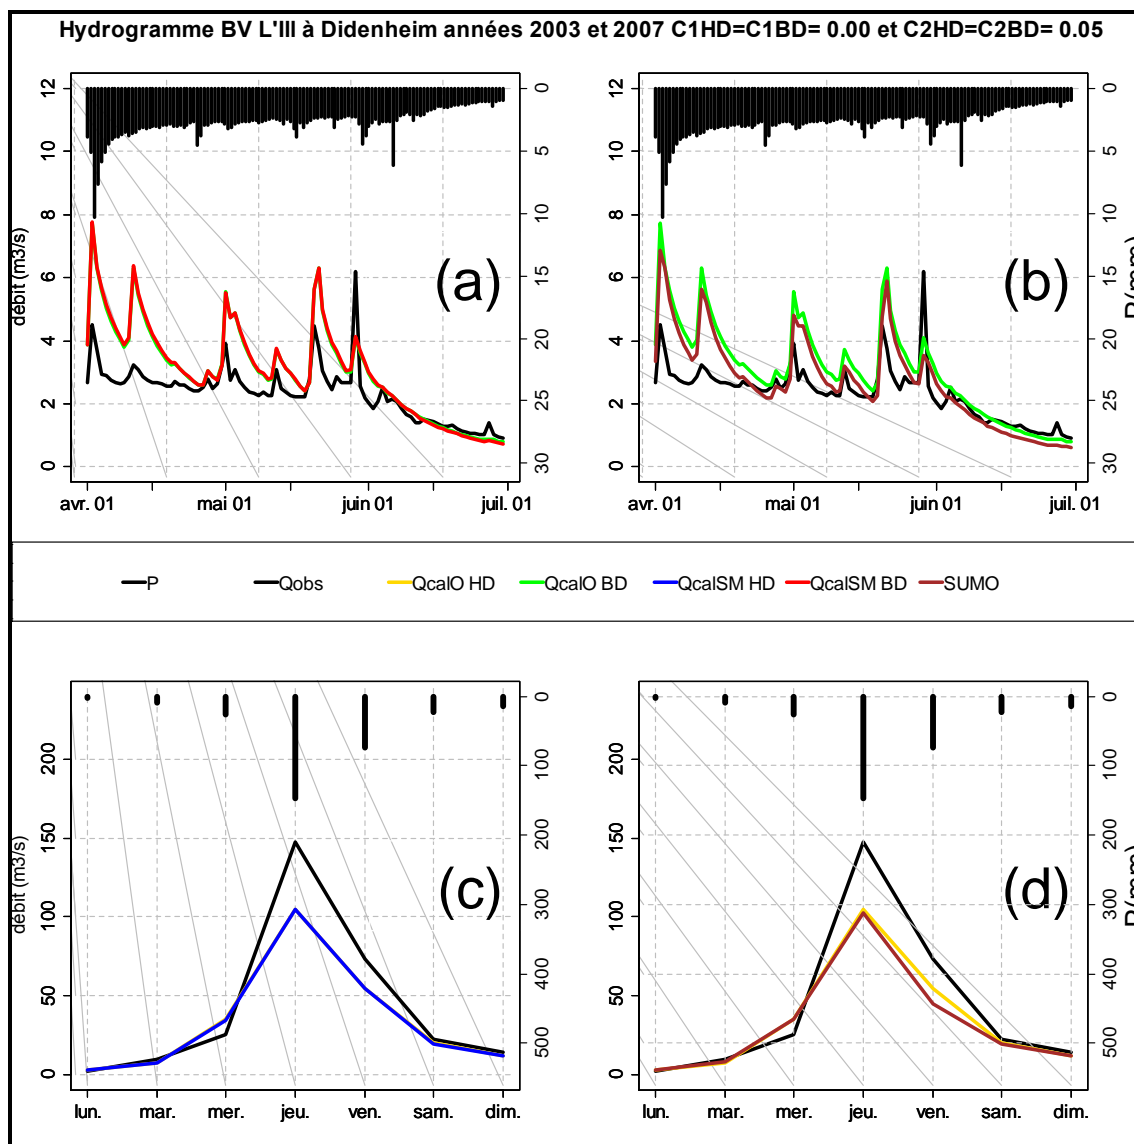 Hydrogramme BV L'Ill à Didenheim années 2003 et 2007 C1HD=C1BD= 0.00 et C2HD=C2BD= 0.05
débit (m3/s)
0 2 4 6 8 10 12
(a)
0 5 10 15 20 25 30
avr. 01 mai 01 juin 01 juil. 01
0 2 4 6 8 10 12
(b)
0 5 10 15 20 25 30
P(mm)
avr. 01 mai 01 juin 01 juil. 01
P Qobs QcalO HD QcalO BD QcalSM HD QcalSM BD SUMO
débit (m3/s)
0 50 100 150 200
(c)
0 100 200 300 400 500
lun. mar. mer. jeu. ven. sam. dim.
0 50 100 150 200
(d)
0 100 200 300 400 500
P(mm)
lun. mar. mer. jeu. ven. sam. dim.